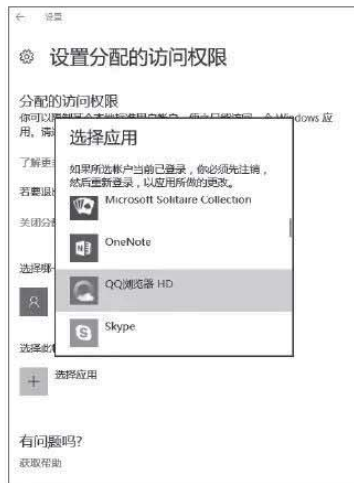 设置
设置分配的访问权限
分配的访问权限
你可以
Windows 应
用。请
选择应用
如果所选帐户当前已登录，你必须先注销，
然后重新登录，以应用所做的更改。
了解更
若要退
Microsoft Solitaire Collection
关闭分
OneNote
选择哪
QQ浏览器 HD
Skype
选择此
选择应用
有问题吗?
获取帮助